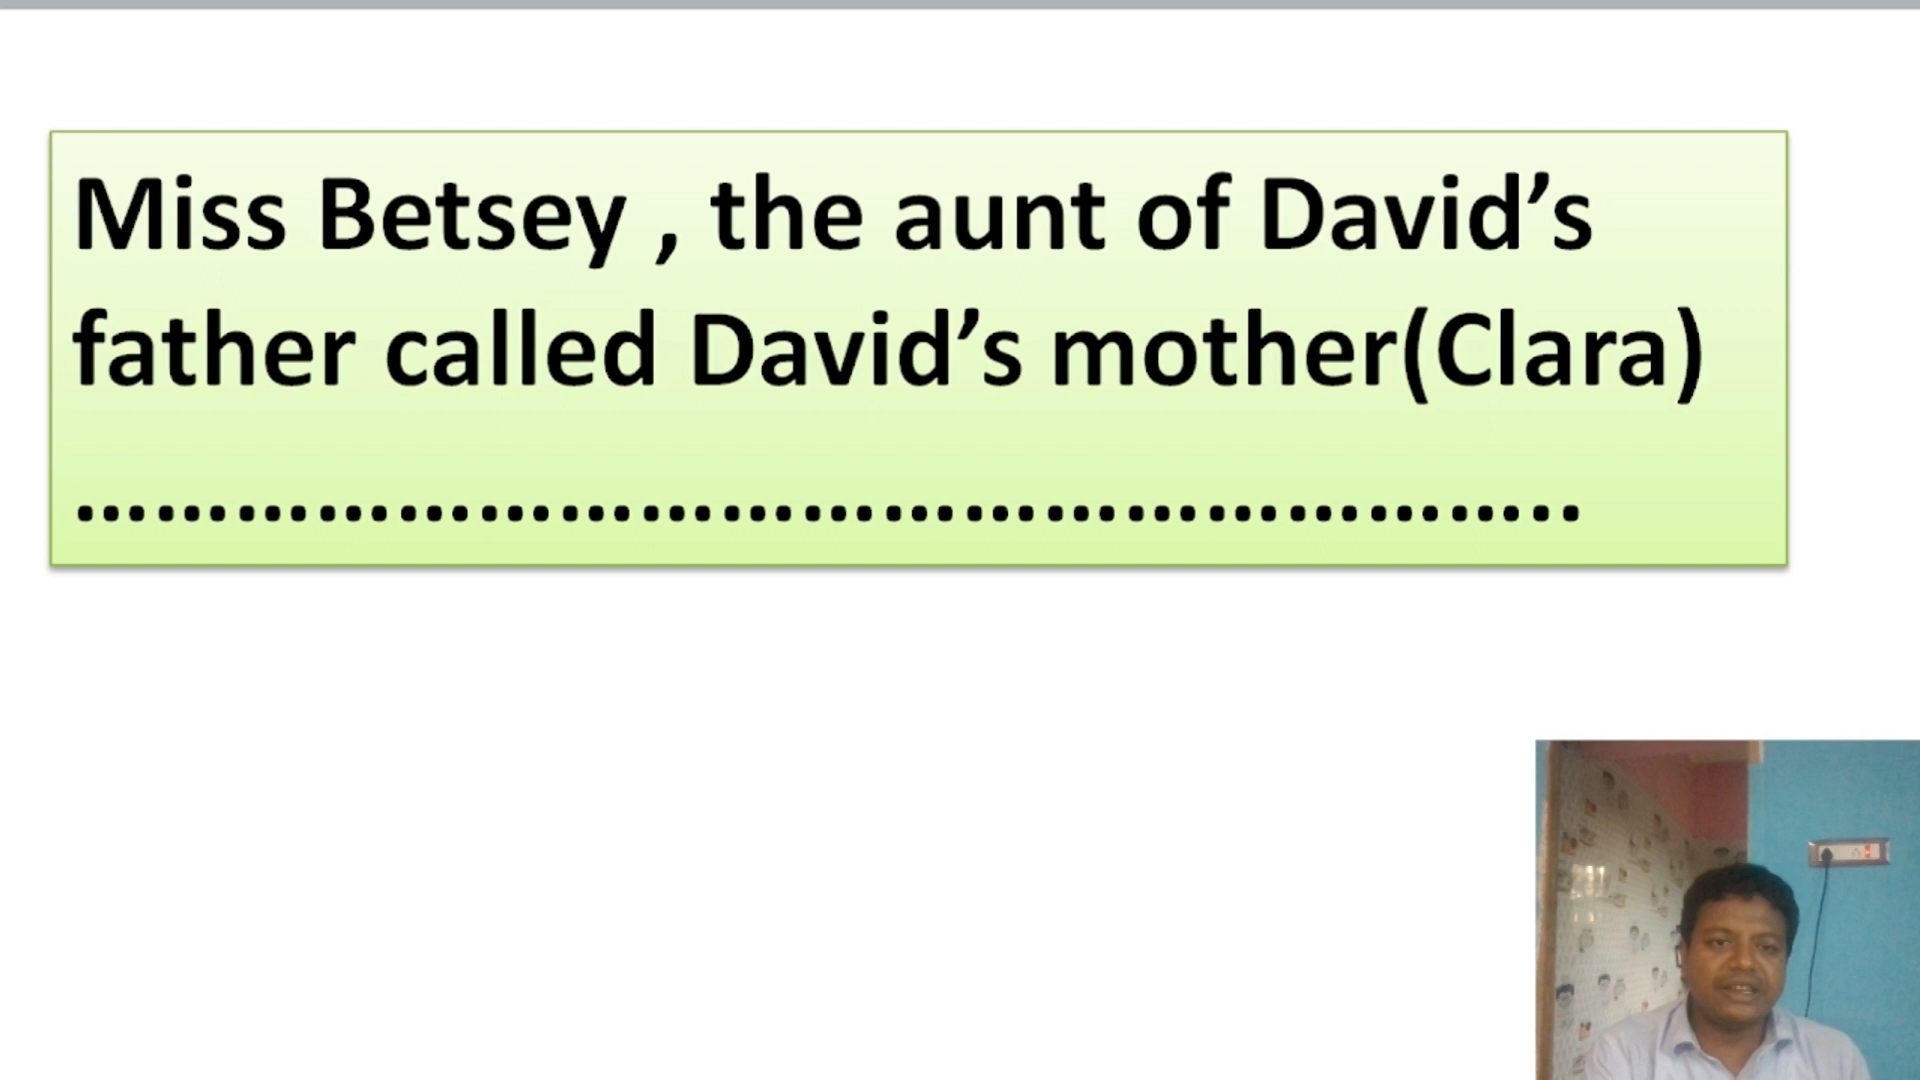 Miss Betsey , the aunt of David’s
father called David’s mother(Clara)
……………………………………………………..